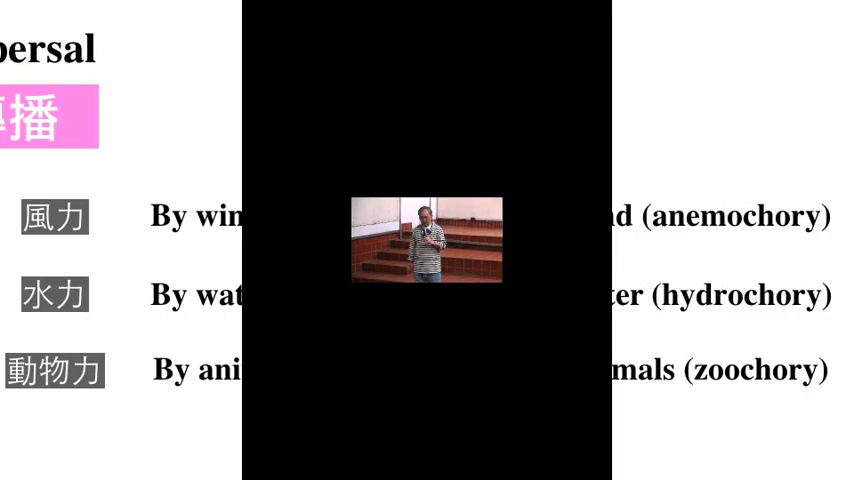 persal
播
風力 By win nd (anemochory)
水力 By wat ter (hydrochory)
動物力 By ani mals (zoochory)